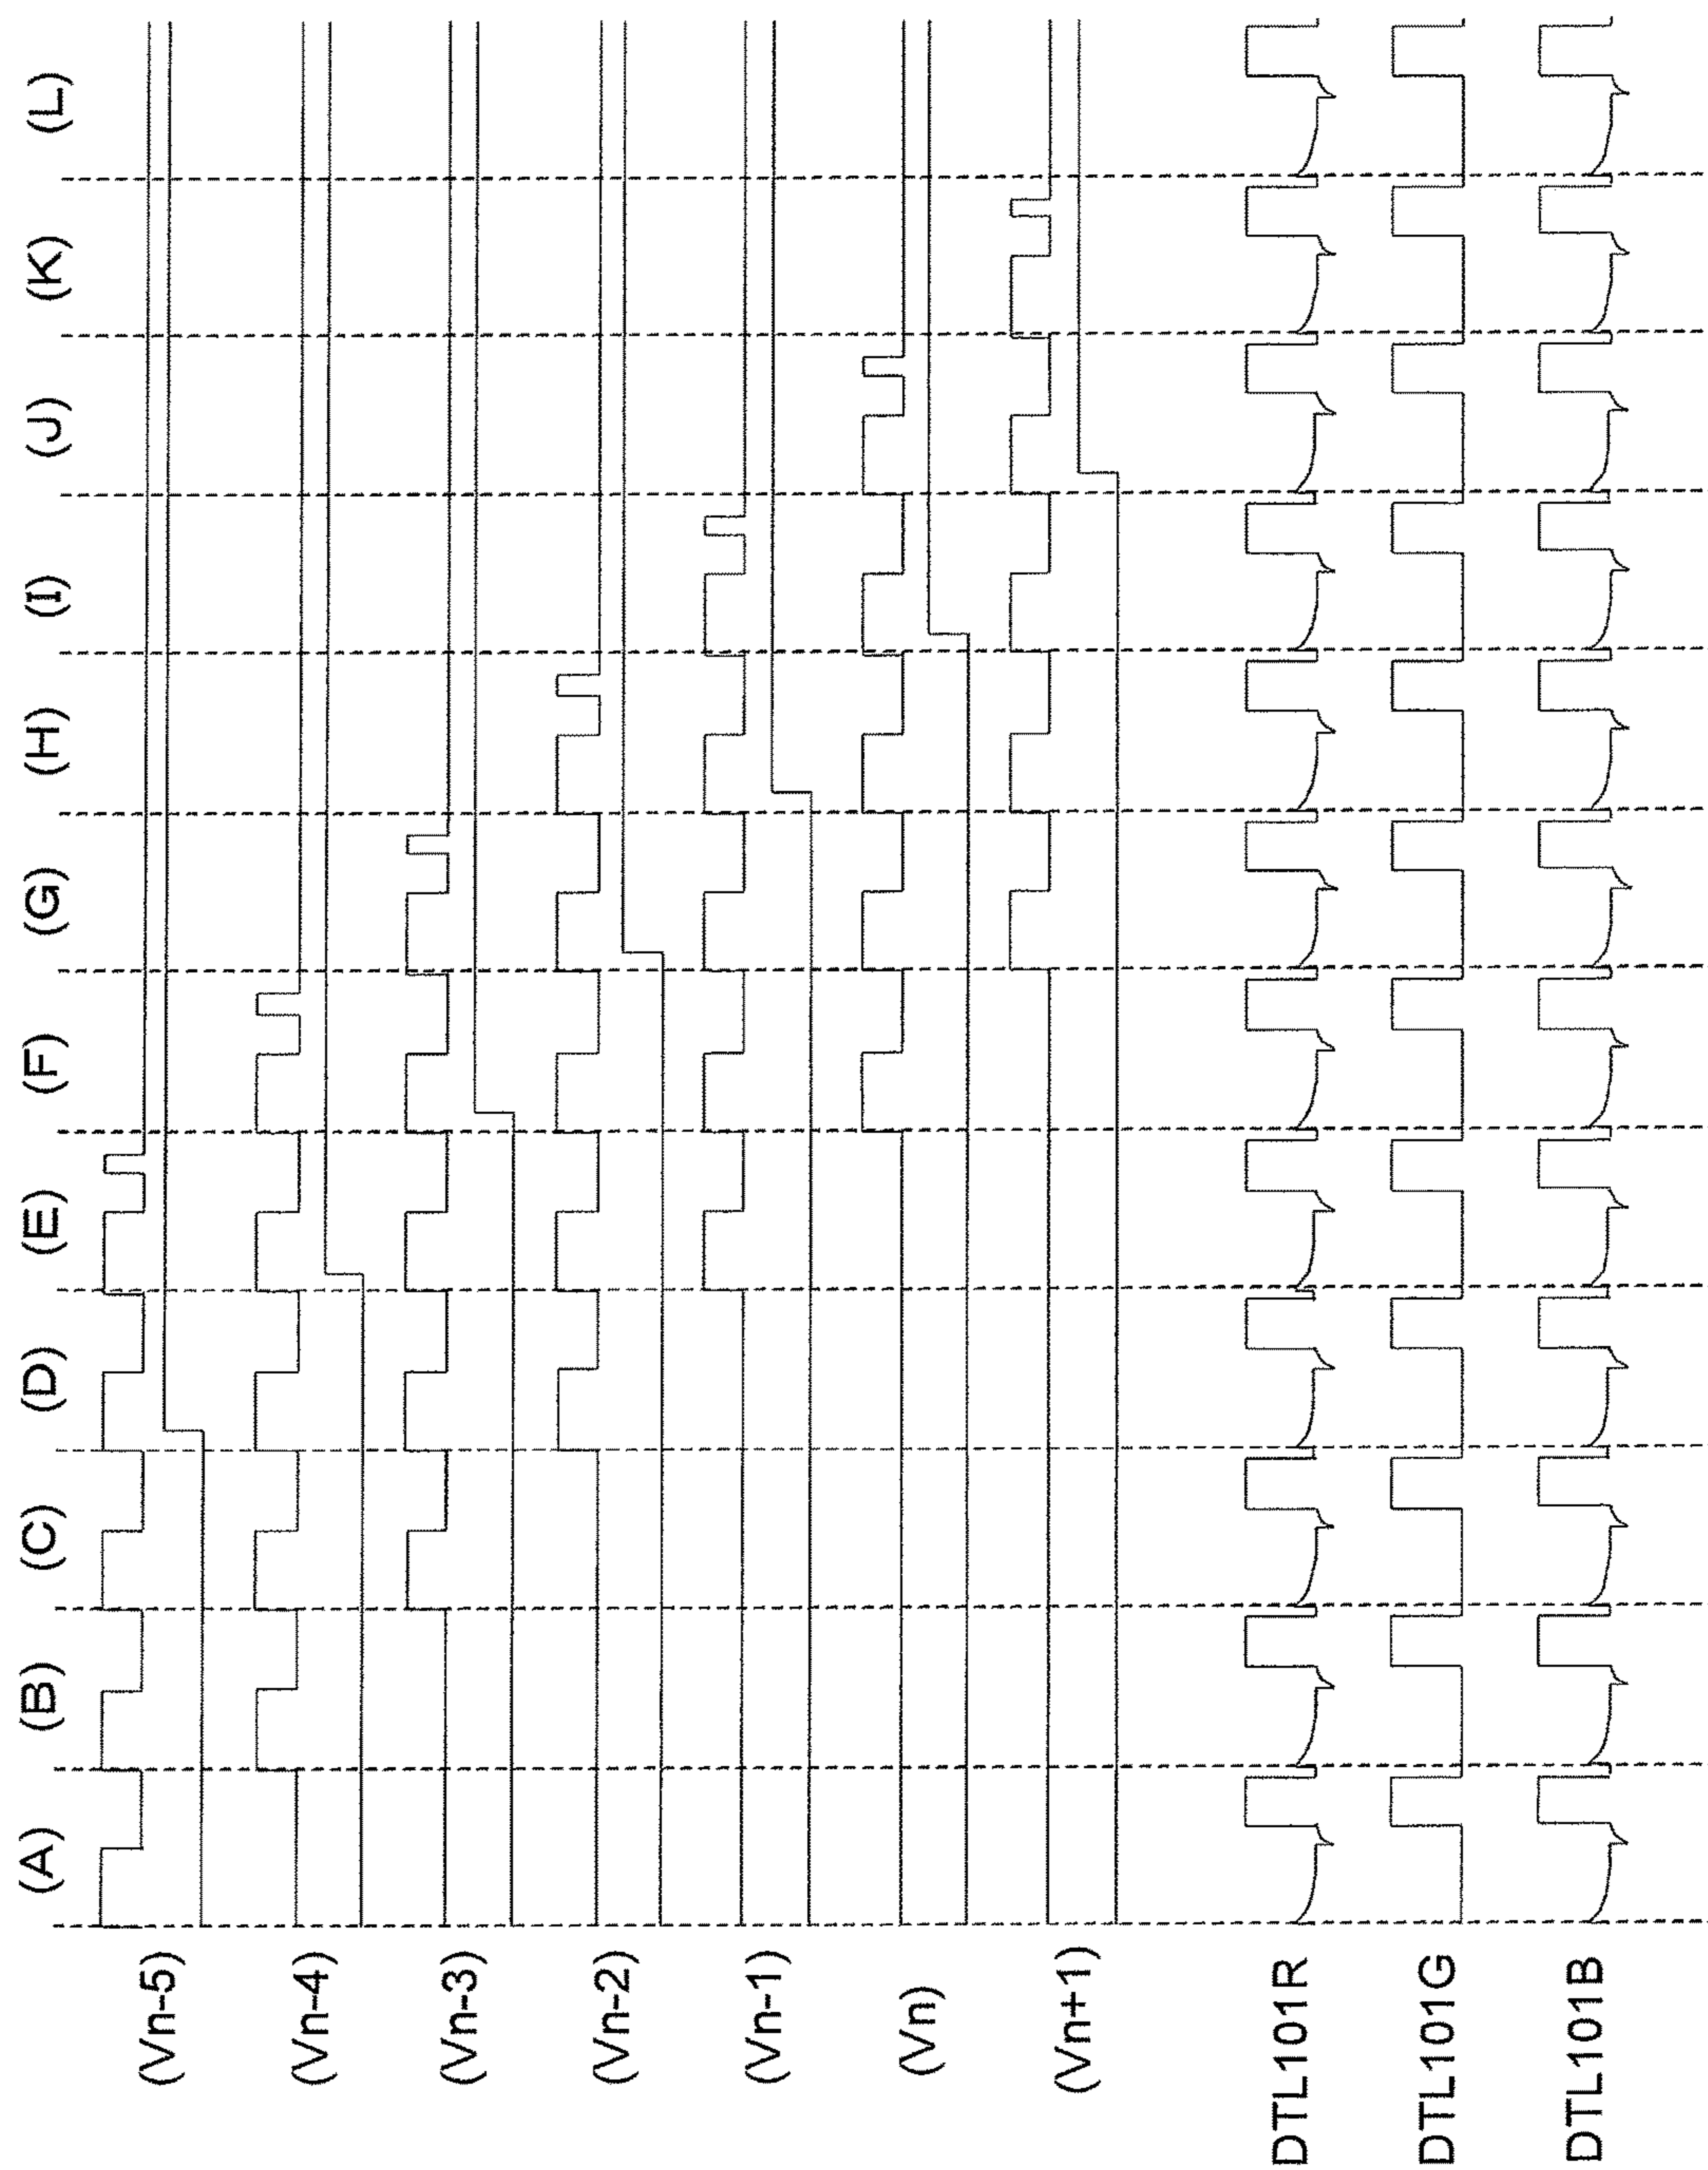 (A) (B) (C) (D) (E) (F) (G) (H) (I) (J) (K) (L)
(Vn-5)
(Vn-4)
(Vn-3)
(Vn-2)
(Vn-1)
(Vn)
(Vn+1)
DTL101R
DTL101G
DTL101B